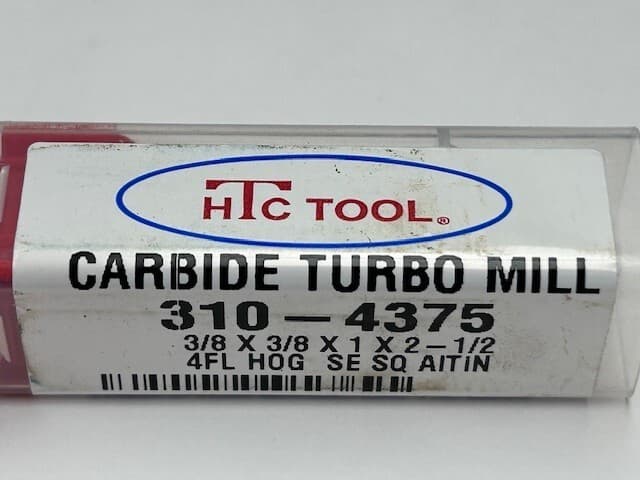 HTC TOOL®
CARBIDE TURBO MILL
310-4375
3/8 X 3/8 X 1 X 2-1/2
4FL HOG SE SQ AITIN